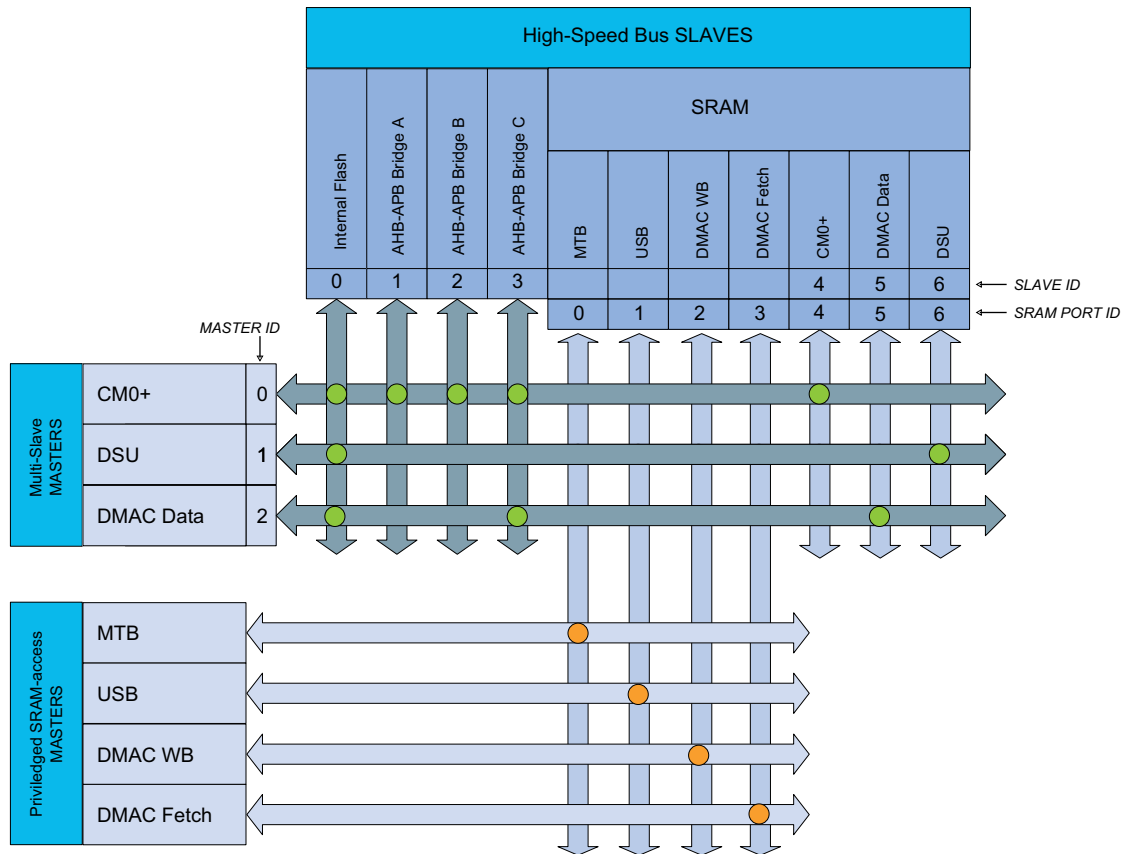 High-Speed Bus SLAVES
SRAM
Internal Flash
AHB-APB Bridge A
AHB-APB Bridge B
AHB-APB Bridge C
MTB
USB
DMAC WB
DMAC Fetch
CM0+
DMAC Data
DSU
0 1 2 3 4 5 6 SLAVE ID
0 1 2 3 4 5 6 SRAM PORT ID
MASTER ID
Multi-Slave
MASTERS
CM0+ 0
DSU 1
DMAC Data 2
Priviledged SRAM-access
MASTERS
MTB
USB
DMAC WB
DMAC Fetch